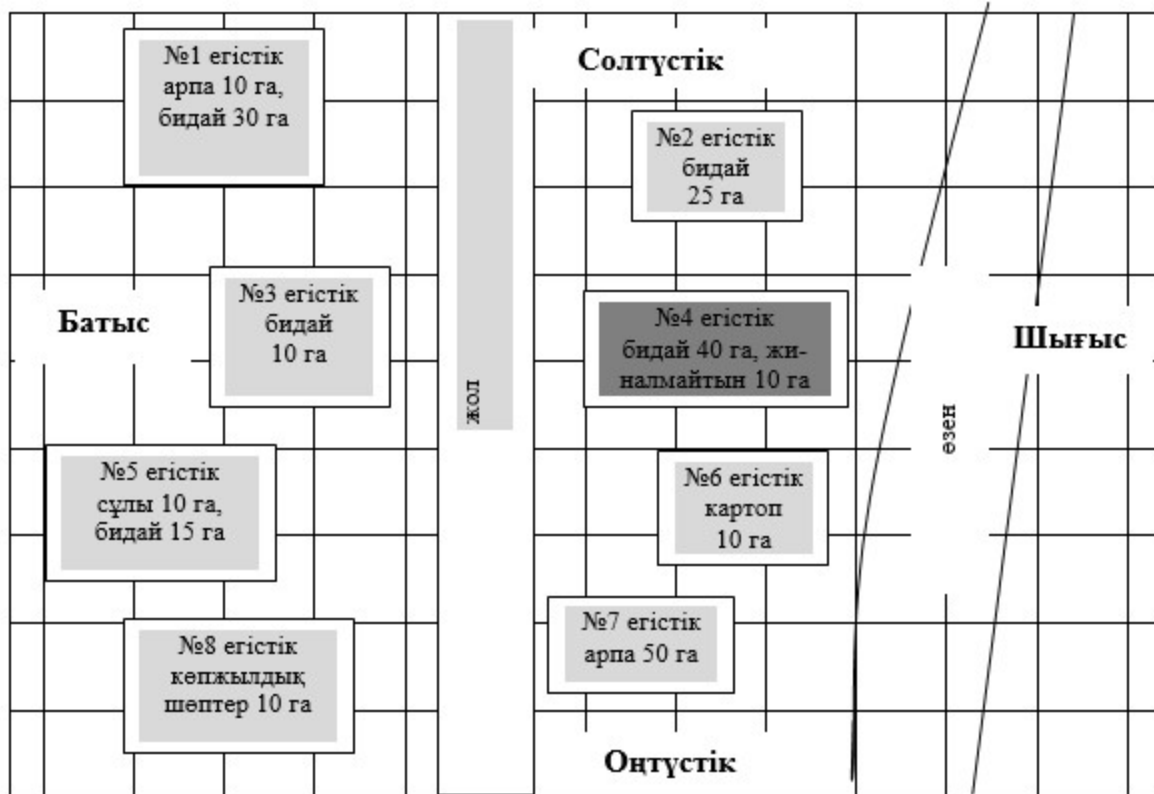 №1 егістік
арпа 10 га,
бидай 30 га
Солтүстік
№2 егістік
бидай
25 га
Батыс
№3 егістік
бидай
10 га
жол
№4 егістік
бидай 40 га, жи-
налмайтын 10 га
Шығыс
өзен
№5 егістік
сұлы 10 га,
бидай 15 га
№6 егістік
картоп
10 га
№7 егістік
арпа 50 га
№8 егістік
көпжылдық
шөптер 10 га
Оңтүстік